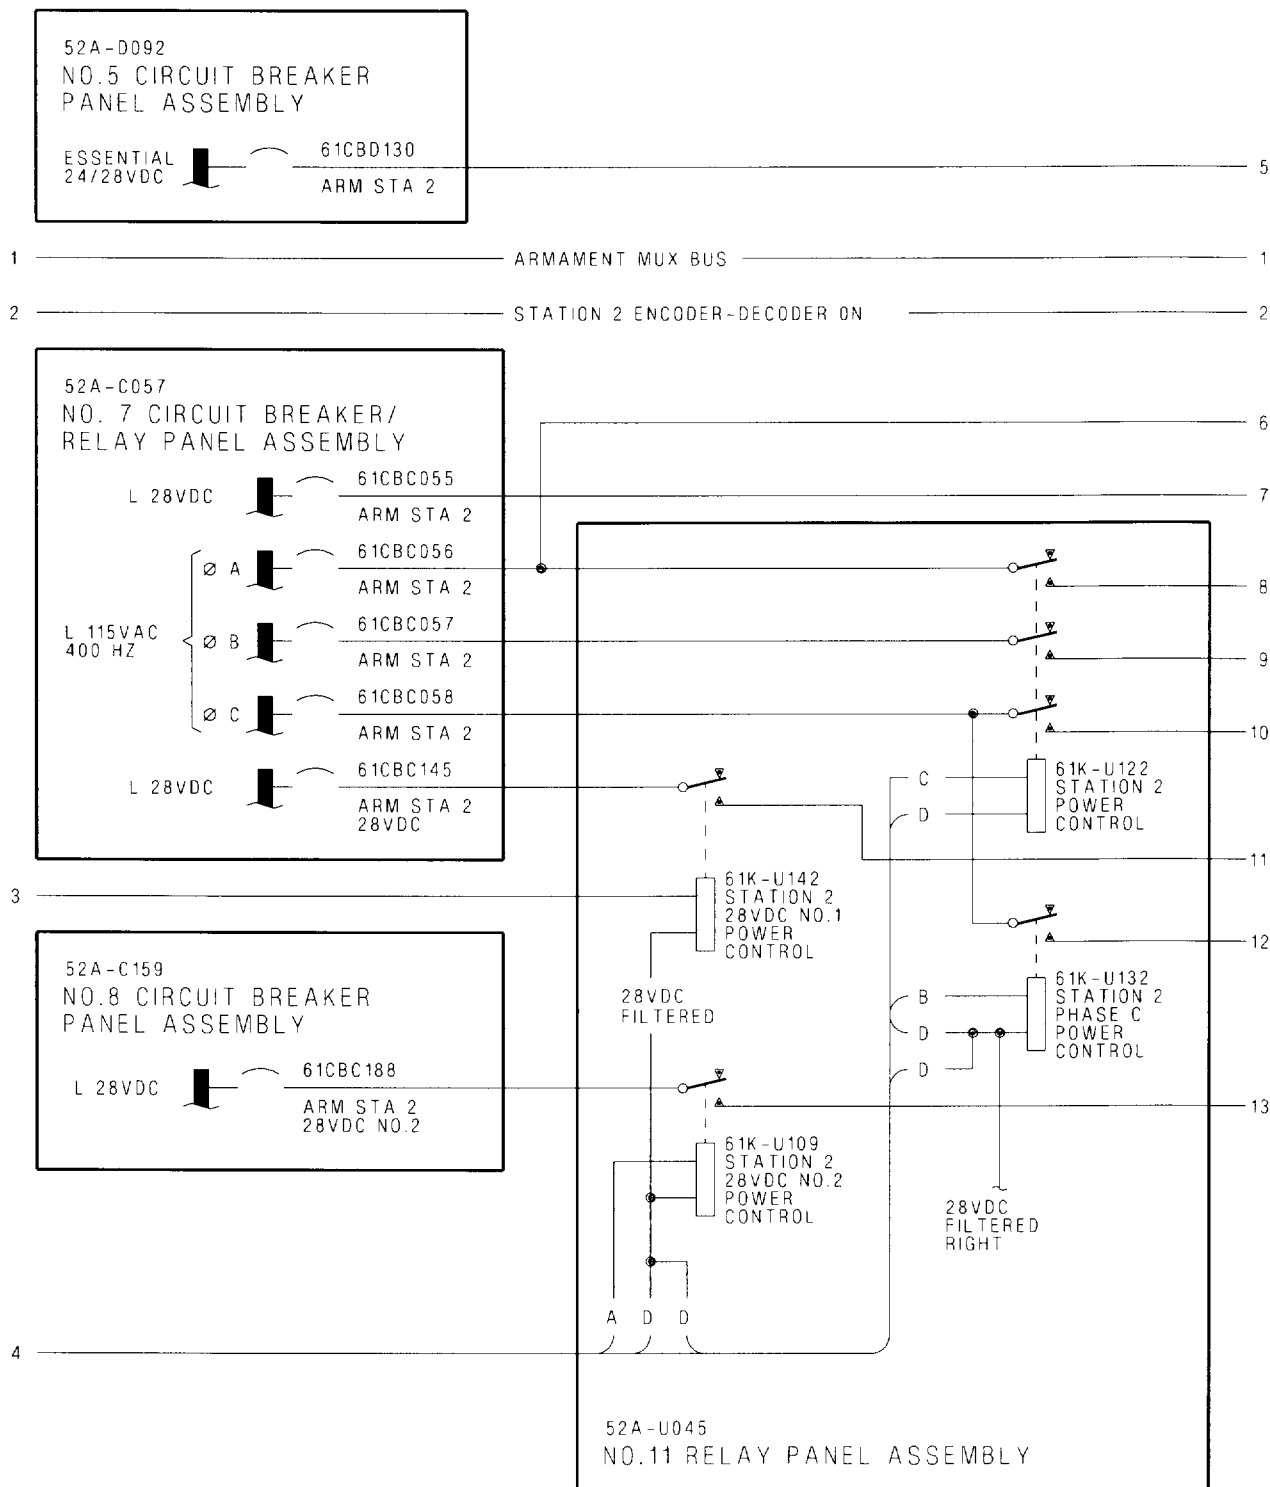 52A-D092
NO.5 CIRCUIT BREAKER
PANEL ASSEMBLY
ESSENTIAL
24/28VDC
61CBD130
ARM STA 2
5
1
ARMAMENT MUX BUS
1
2
STATION 2 ENCODER-DECODER ON
2
52A-C057
NO. 7 CIRCUIT BREAKER/
RELAY PANEL ASSEMBLY
6
L 28VDC
61CBC055
ARM STA 2
7
L 115VAC
400 HZ
Ø A
61CBC056
ARM STA 2
8
Ø B
61CBC057
ARM STA 2
9
Ø C
61CBC058
ARM STA 2
10
L 28VDC
61CBC145
ARM STA 2
28VDC
C
D
61K-U122
STATION 2
POWER
CONTROL
11
3
61K-U142
STATION 2
28VDC NO.1
POWER
CONTROL
12
52A-C159
NO.8 CIRCUIT BREAKER
PANEL ASSEMBLY
28VDC
FILTERED
B
D
D
61K-U132
STATION 2
PHASE C
POWER
CONTROL
L 28VDC
61CBC188
ARM STA 2
28VDC NO.2
13
61K-U109
STATION 2
28VDC NO.2
POWER
CONTROL
28VDC
FILTERED
RIGHT
A D D
4
52A-U045
NO.11 RELAY PANEL ASSEMBLY